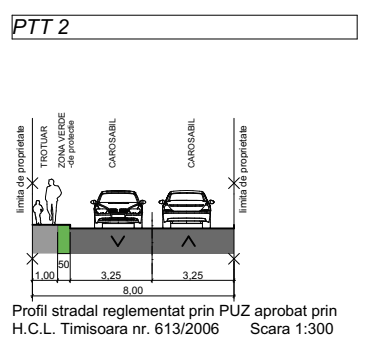 PTT 2
limita de proprietate
TROTUAR
ZONA VERDE
-de protectie
CAROSABIL
CAROSABIL
limita de proprietate
50
1,00
3,25
3,25
8,00
Profil stradal reglementat prin PUZ aprobat prin
H.C.L. Timisoara nr. 613/2006 Scara 1:300